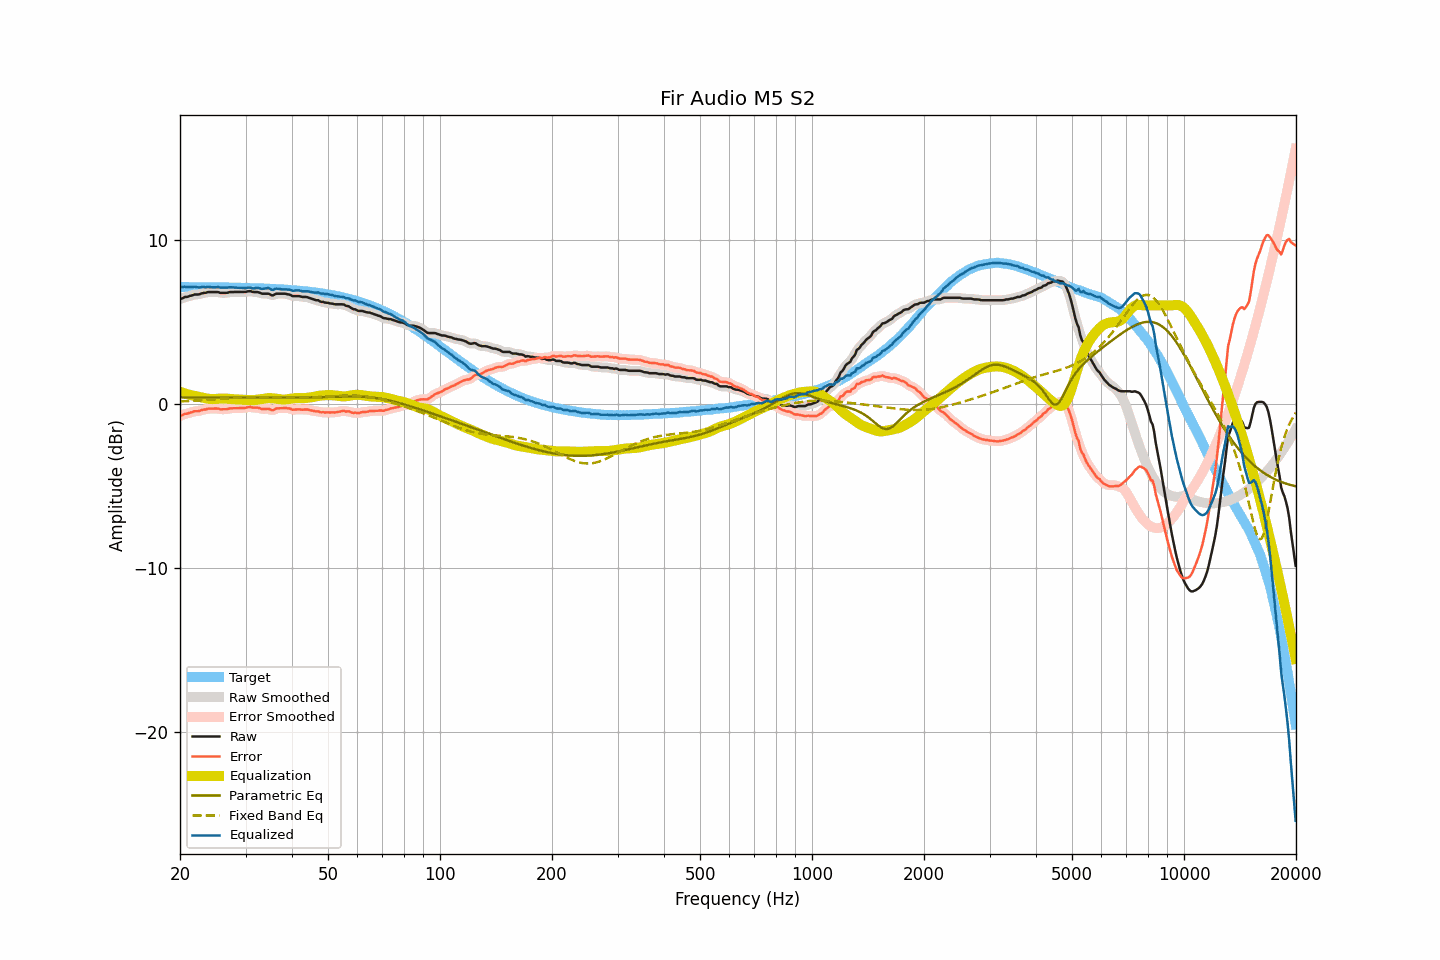 Fir Audio M5 S2
Amplitude (dBr)
10
0
−10
−20
Target
Raw Smoothed
Error Smoothed
Raw
Error
Equalization
Parametric Eq
Fixed Band Eq
Equalized
20 50 100 200 500 1000 2000 5000 10000 20000
Frequency (Hz)